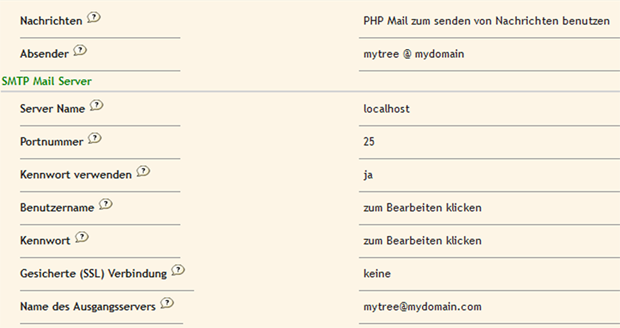 Nachrichten ? PHP Mail zum senden von Nachrichten benutzen
Absender ? mytree @ mydomain
SMTP Mail Server
Server Name ? localhost
Portnummer ? 25
Kennwort verwenden ? ja
Benutzername ? zum Bearbeiten klicken
Kennwort ? zum Bearbeiten klicken
Gesicherte (SSL) Verbindung ? keine
Name des Ausgangsservers ? mytree@mydomain.com